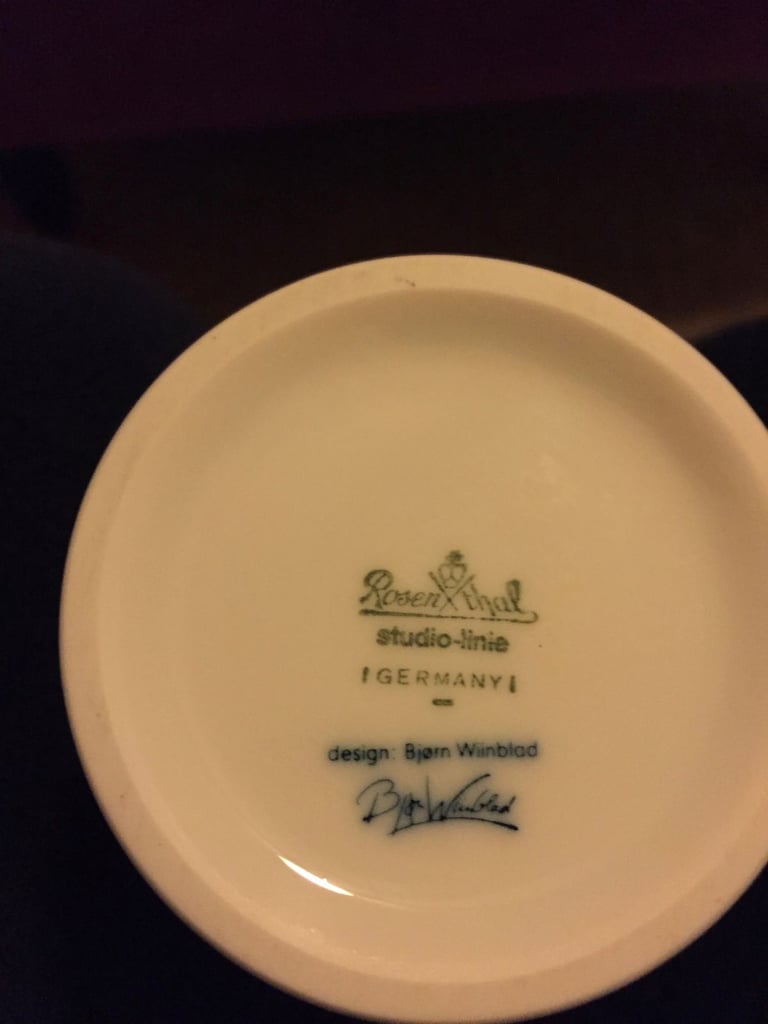 Rosenthal
studio-linie
GERMANY
design: Bjørn Wiinblad
Bjørn Wiinblad